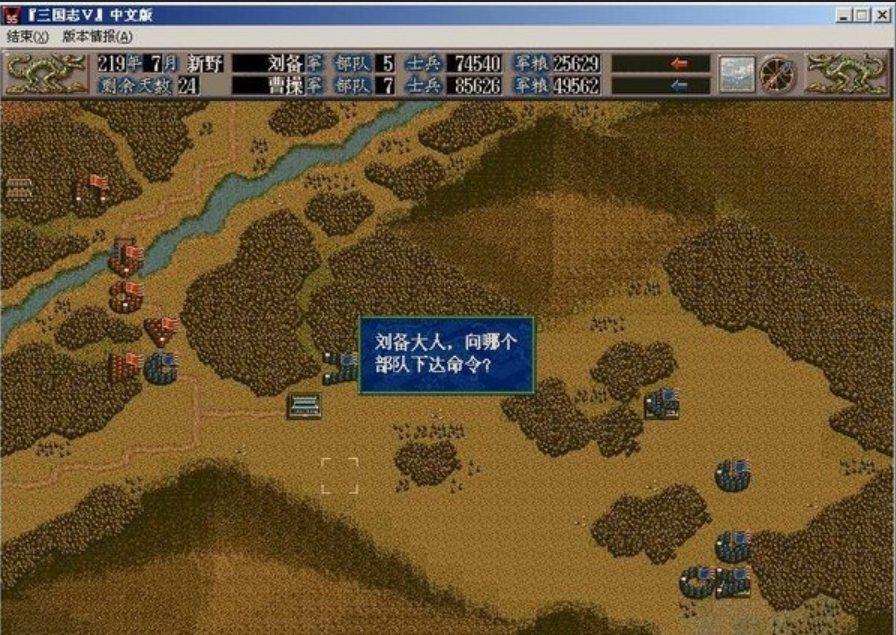 『三国志Ⅴ』中文版
结束(X) 版本情报(A)
219年 7月 新野 刘备军 部队 5 士兵 74540 军粮 25629
剩余天数 24 曹操军 部队 7 士兵 85626 军粮 49562
刘备大人，向哪个
部队下达命令？